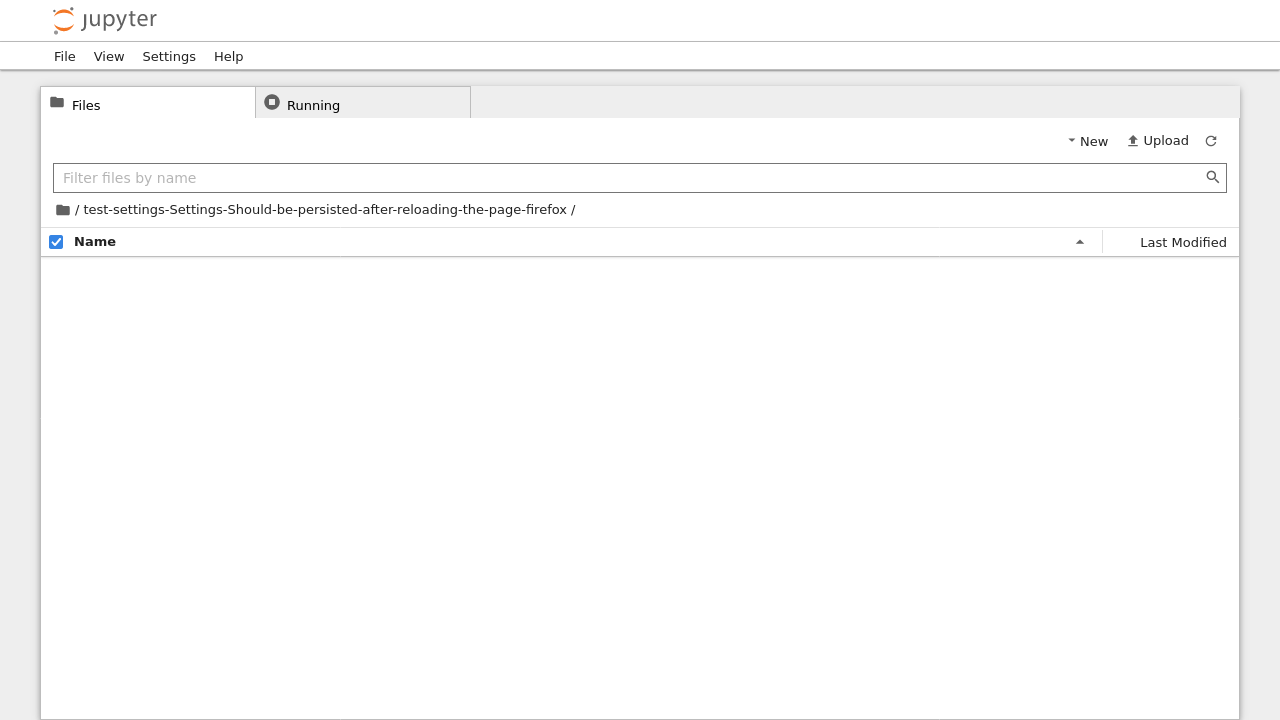 jupyter
File View Settings Help
Files Running
New Upload
Filter files by name
/ test-settings-Settings-Should-be-persisted-after-reloading-the-page-firefox /
Name Last Modified